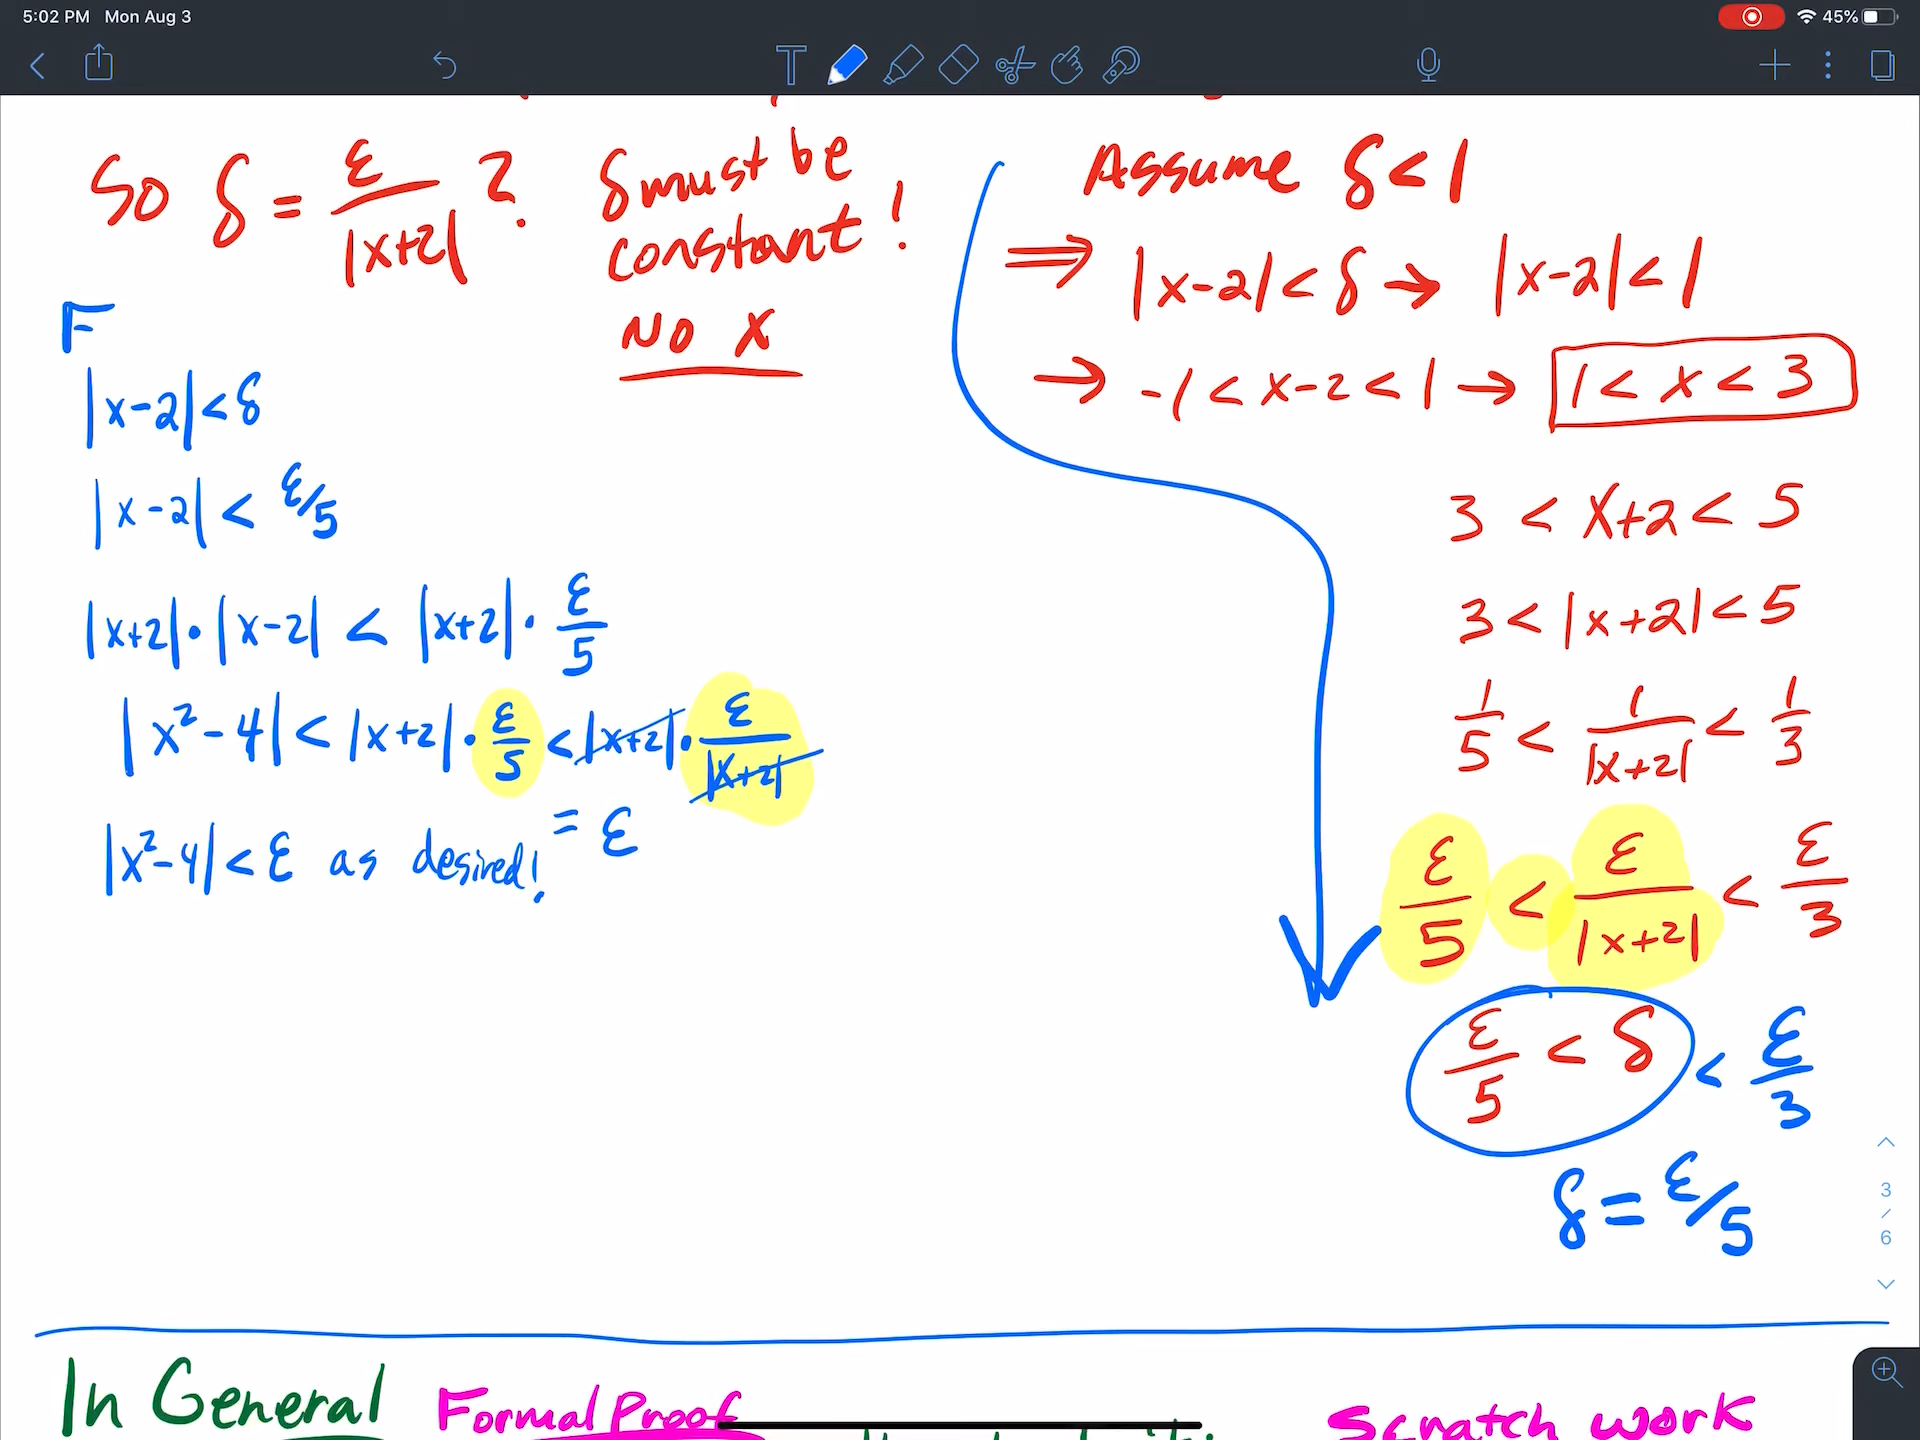 5:02 PM Mon Aug 3
45%
So δ = ε/|x+2| ?
δ must be
constant!
NO X
F
|x-2| < δ
|x-2| < ε/5
|x+2| • |x-2| < |x+2| • ε/5
|x²-4| < |x+2| • ε/5 < |x+2| • ε/|x+2|
= ε
|x²-4| < ε as desired!
Assume δ < 1
⇒ |x-2| < δ → |x-2| < 1
→ -1 < x-2 < 1 → 1 < x < 3
3 < x+2 < 5
3 < |x+2| < 5
1/5 < 1/|x+2| < 1/3
ε/5 < ε/|x+2| < ε/3
ε/5 < δ < ε/3
δ = ε/5
3
/
6
In General
Formal Proof
Scratch work